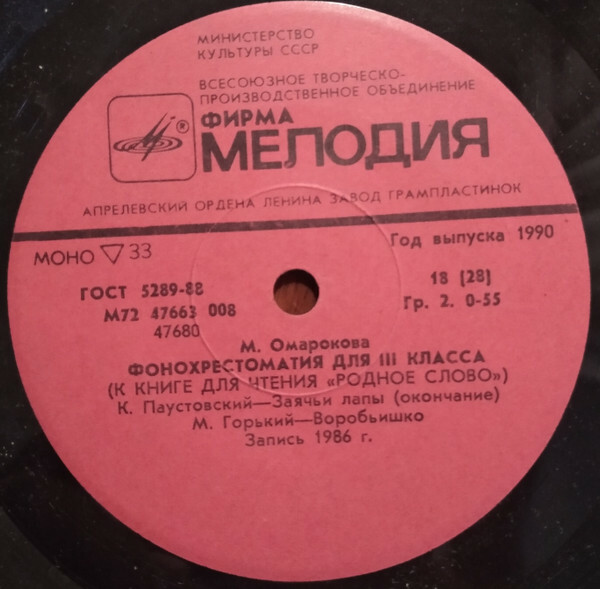 МИНИСТЕРСТВО
КУЛЬТУРЫ СССР
ВСЕСОЮЗНОЕ ТВОРЧЕСКО-
ПРОИЗВОДСТВЕННОЕ ОБЪЕДИНЕНИЕ
®
ФИРМА
МЕЛОДИЯ
АПРЕЛЕВСКИЙ ОРДЕНА ЛЕНИНА ЗАВОД ГРАМПЛАСТИНОК
МОНО ▽ 33
Год выпуска 1990
ГОСТ 5289-88
18 [28]
М72 47663 008
Гр. 2. 0-55
47680
М. Омарокова
ФОНОХРЕСТОМАТИЯ ДЛЯ III КЛАССА
(К КНИГЕ ДЛЯ ЧТЕНИЯ «РОДНОЕ СЛОВО»)
К. Паустовский—Заячьи лапы (окончание)
М. Горький—Воробьишко
Запись 1986 г.